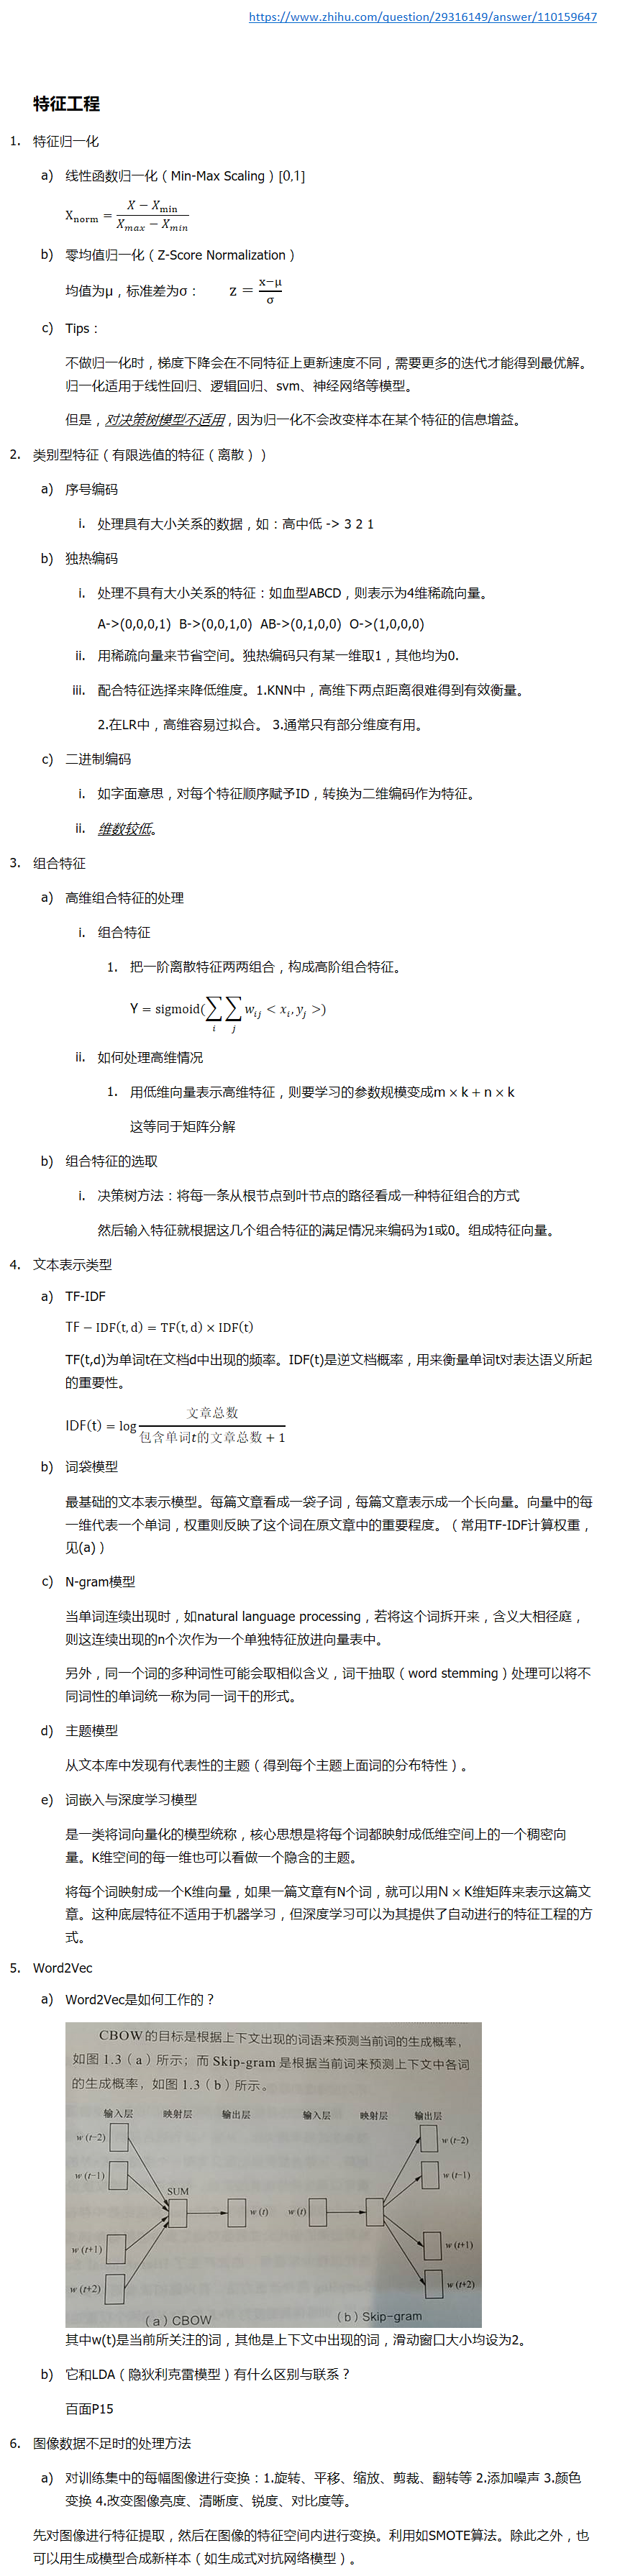 https://www.zhihu.com/question/29316149/answer/110159647
特征工程
1. 特征归一化
a) 线性函数归一化（Min-Max Scaling）[0,1]
X_norm = (X − X_min) / (X_max − X_min)
b) 零均值归一化（Z-Score Normalization）
均值为μ，标准差为σ： z = (x−μ) / σ
c) Tips：
不做归一化时，梯度下降会在不同特征上更新速度不同，需要更多的迭代才能得到最优解。
归一化适用于线性回归、逻辑回归、svm、神经网络等模型。
但是，对决策树模型不适用，因为归一化不会改变样本在某个特征的信息增益。
2. 类别型特征（有限选值的特征（离散））
a) 序号编码
i. 处理具有大小关系的数据，如：高中低 -> 3 2 1
b) 独热编码
i. 处理不具有大小关系的特征：如血型ABCD，则表示为4维稀疏向量。
A->(0,0,0,1) B->(0,0,1,0) AB->(0,1,0,0) O->(1,0,0,0)
ii. 用稀疏向量来节省空间。独热编码只有某一维取1，其他均为0.
iii. 配合特征选择来降低维度。1.KNN中，高维下两点距离很难得到有效衡量。
2.在LR中，高维容易过拟合。 3.通常只有部分维度有用。
c) 二进制编码
i. 如字面意思，对每个特征顺序赋予ID，转换为二维编码作为特征。
ii. 维数较低。
3. 组合特征
a) 高维组合特征的处理
i. 组合特征
1. 把一阶离散特征两两组合，构成高阶组合特征。
Y = sigmoid(∑_i ∑_j w_ij < x_i, y_j >)
ii. 如何处理高维情况
1. 用低维向量表示高维特征，则要学习的参数规模变成m × k + n × k
这等同于矩阵分解
b) 组合特征的选取
i. 决策树方法：将每一条从根节点到叶节点的路径看成一种特征组合的方式
然后输入特征就根据这几个组合特征的满足情况来编码为1或0。组成特征向量。
4. 文本表示类型
a) TF-IDF
TF − IDF(t, d) = TF(t, d) × IDF(t)
TF(t,d)为单词t在文档d中出现的频率。IDF(t)是逆文档概率，用来衡量单词t对表达语义所起
的重要性。
IDF(t) = log 文章总数 / (包含单词t的文章总数 + 1)
b) 词袋模型
最基础的文本表示模型。每篇文章看成一袋子词，每篇文章表示成一个长向量。向量中的每
一维代表一个单词，权重则反映了这个词在原文章中的重要程度。（常用TF-IDF计算权重，
见(a)）
c) N-gram模型
当单词连续出现时，如natural language processing，若将这个词拆开来，含义大相径庭，
则这连续出现的n个次作为一个单独特征放进向量表中。
另外，同一个词的多种词性可能会取相似含义，词干抽取（word stemming）处理可以将不
同词性的单词统一称为同一词干的形式。
d) 主题模型
从文本库中发现有代表性的主题（得到每个主题上面词的分布特性）。
e) 词嵌入与深度学习模型
是一类将词向量化的模型统称，核心思想是将每个词都映射成低维空间上的一个稠密向
量。K维空间的每一维也可以看做一个隐含的主题。
将每个词映射成一个K维向量，如果一篇文章有N个词，就可以用N × K维矩阵来表示这篇文
章。这种底层特征不适用于机器学习，但深度学习可以为其提供了自动进行的特征工程的方
式。
5. Word2Vec
a) Word2Vec是如何工作的？
CBOW的目标是根据上下文出现的词语来预测当前词的生成概率，
如图 1.3（a）所示；而 Skip-gram 是根据当前词来预测上下文中各词
的生成概率，如图 1.3（b）所示。
输入层 映射层 输出层 输入层 映射层 输出层
w (t−2) w (t−2)
w (t−1) w (t−1)
SUM
w (t) w (t)
w (t+1) w (t+1)
w (t+2) w (t+2)
（a）CBOW （b）Skip-gram
其中w(t)是当前所关注的词，其他是上下文中出现的词，滑动窗口大小均设为2。
b) 它和LDA（隐狄利克雷模型）有什么区别与联系？
百面P15
6. 图像数据不足时的处理方法
a) 对训练集中的每幅图像进行变换：1.旋转、平移、缩放、剪裁、翻转等 2.添加噪声 3.颜色
变换 4.改变图像亮度、清晰度、锐度、对比度等。
先对图像进行特征提取，然后在图像的特征空间内进行变换。利用如SMOTE算法。除此之外，也
可以用生成模型合成新样本（如生成式对抗网络模型）。